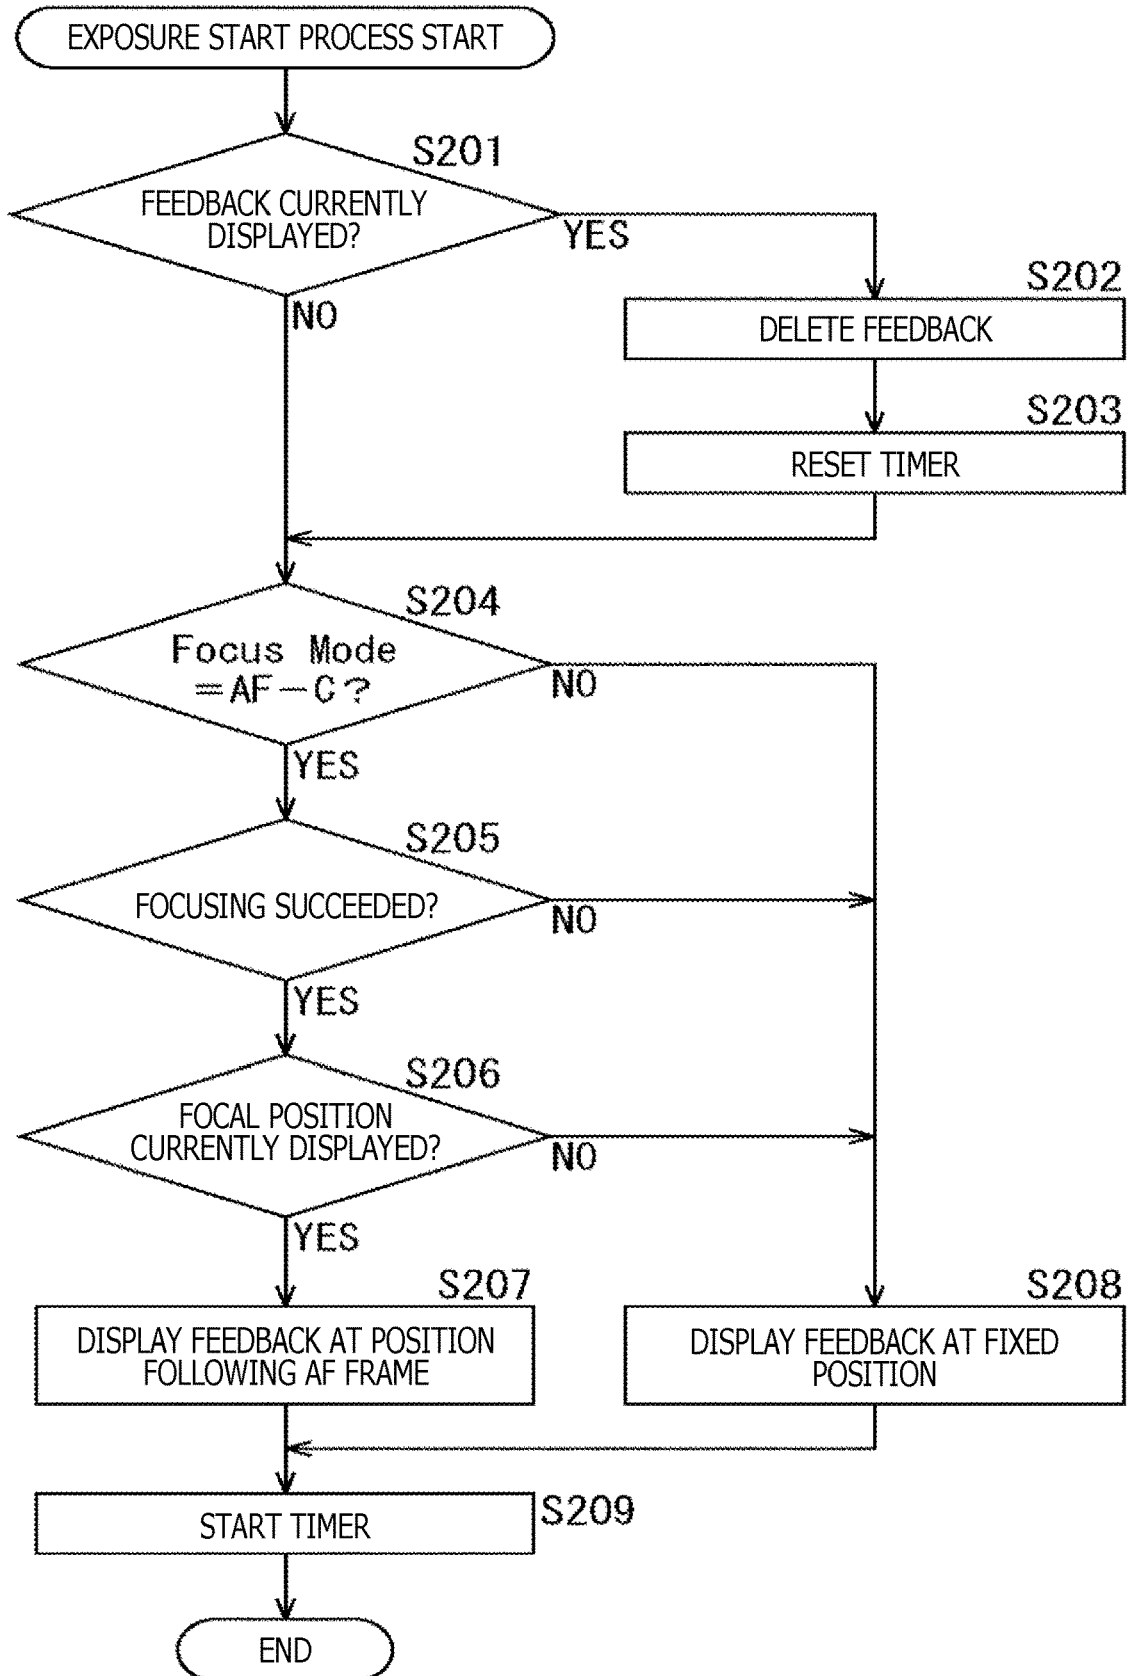 EXPOSURE START PROCESS START
S201
FEEDBACK CURRENTLY
DISPLAYED?
YES
NO
S202
DELETE FEEDBACK
S203
RESET TIMER
S204
Focus Mode
=AF-C?
NO
YES
S205
FOCUSING SUCCEEDED?
NO
YES
S206
FOCAL POSITION
CURRENTLY DISPLAYED?
NO
YES
S207
DISPLAY FEEDBACK AT POSITION
FOLLOWING AF FRAME
S208
DISPLAY FEEDBACK AT FIXED
POSITION
S209
START TIMER
END